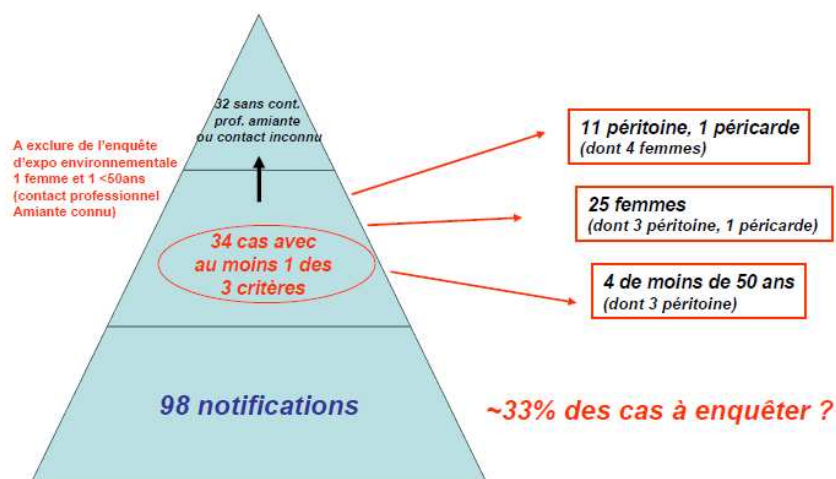 32 sans cont.
prof. amiante
ou contact inconnu
A exclure de l'enquête
d'expo environnementale
1 femme et 1 <50ans
(contact professionnel
Amiante connu)
11 péritoine, 1 péricarde
(dont 4 femmes)
25 femmes
(dont 3 péritoine, 1 péricarde)
34 cas avec
au moins 1 des
3 critères
4 de moins de 50 ans
(dont 3 péritoine)
98 notifications
~33% des cas à enquêter ?